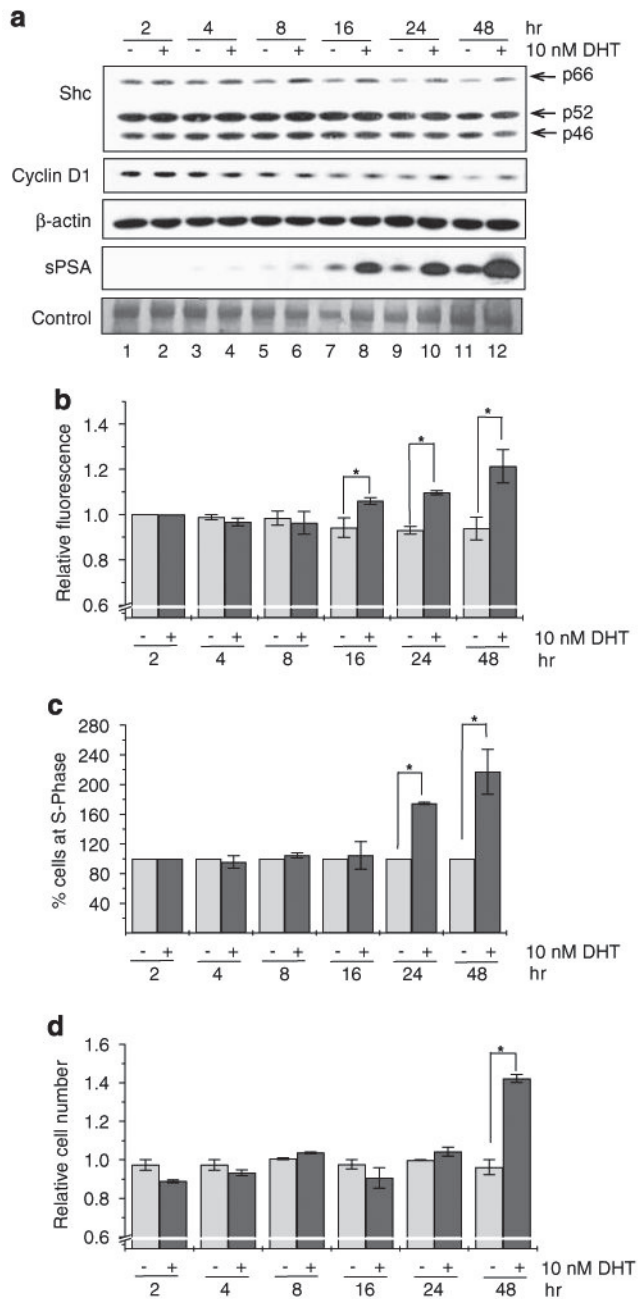 a
2 4 8 16 24 48 hr
- + - + - + - + - + - + 10 nM DHT
Shc
p66
p52
p46
Cyclin D1
β-actin
sPSA
Control
1 2 3 4 5 6 7 8 9 10 11 12
b
Relative fluorescence
1.4
1.2
1.0
0.8
0.6
* * *
- + - + - + - + - + - + 10 nM DHT
2 4 8 16 24 48 hr
c
% cells at S-Phase
280
240
200
160
120
100
80
40
* *
- + - + - + - + - + - + 10 nM DHT
2 4 8 16 24 48 hr
d
Relative cell number
1.6
1.4
1.2
1.0
0.8
0.6
*
- + - + - + - + - + - + 10 nM DHT
2 4 8 16 24 48 hr